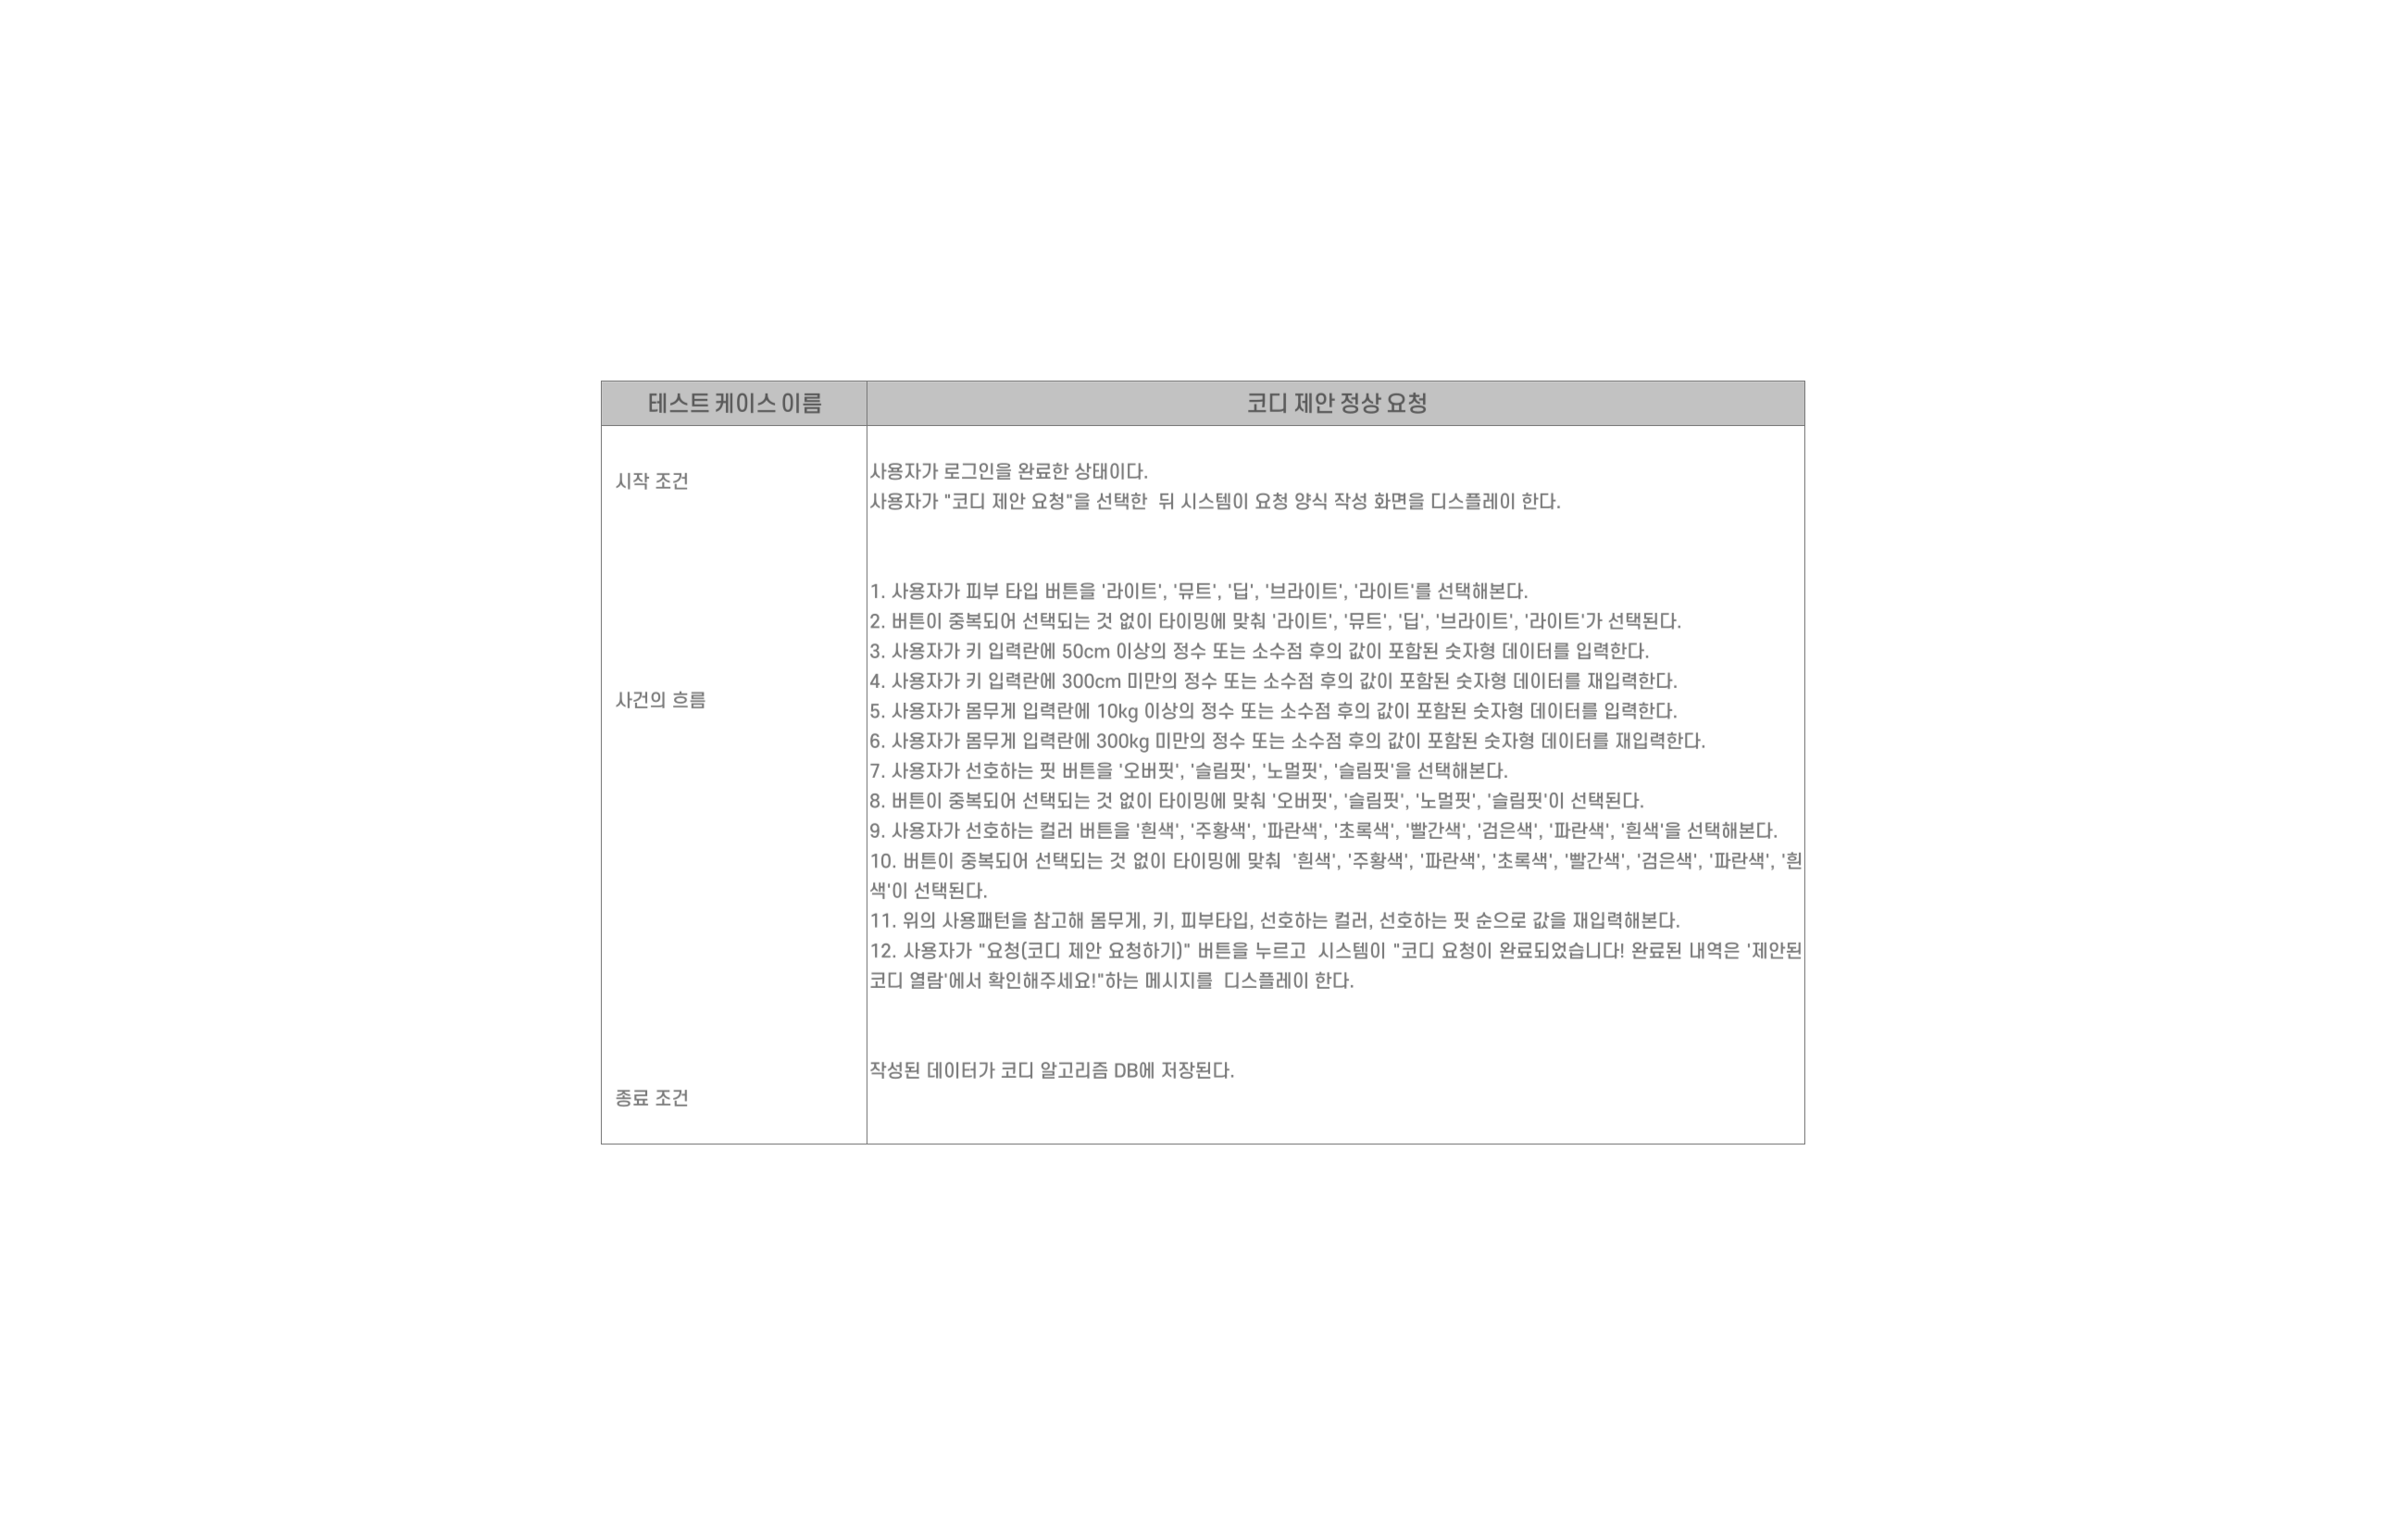 테스트 케이스 이름
코디 제안 정상 요청
시작 조건
사용자가 로그인을 완료한 상태이다.
사용자가 "코디 제안 요청"을 선택한  뒤 시스템이 요청 양식 작성 화면을 디스플레이 한다.
사건의 흐름
1. 사용자가 피부 타입 버튼을 '라이트', '뮤트', '딥', '브라이트', '라이트'를 선택해본다.
2. 버튼이 중복되어 선택되는 것 없이 타이밍에 맞춰 '라이트', '뮤트', '딥', '브라이트', '라이트'가 선택된다.
3. 사용자가 키 입력란에 50cm 이상의 정수 또는 소수점 후의 값이 포함된 숫자형 데이터를 입력한다.
4. 사용자가 키 입력란에 300cm 미만의 정수 또는 소수점 후의 값이 포함된 숫자형 데이터를 재입력한다.
5. 사용자가 몸무게 입력란에 10kg 이상의 정수 또는 소수점 후의 값이 포함된 숫자형 데이터를 입력한다.
6. 사용자가 몸무게 입력란에 300kg 미만의 정수 또는 소수점 후의 값이 포함된 숫자형 데이터를 재입력한다.
7. 사용자가 선호하는 핏 버튼을 '오버핏', '슬림핏', '노멀핏', '슬림핏'을 선택해본다.
8. 버튼이 중복되어 선택되는 것 없이 타이밍에 맞춰 '오버핏', '슬림핏', '노멀핏', '슬림핏'이 선택된다.
9. 사용자가 선호하는 컬러 버튼을 '흰색', '주황색', '파란색', '초록색', '빨간색', '검은색', '파란색', '흰색'을 선택해본다.
10. 버튼이 중복되어 선택되는 것 없이 타이밍에 맞춰  '흰색', '주황색', '파란색', '초록색', '빨간색', '검은색', '파란색', '흰
색'이 선택된다.
11. 위의 사용패턴을 참고해 몸무게, 키, 피부타입, 선호하는 컬러, 선호하는 핏 순으로 값을 재입력해본다.
12. 사용자가 "요청(코디 제안 요청하기)" 버튼을 누르고  시스템이 "코디 요청이 완료되었습니다! 완료된 내역은 '제안된
코디 열람'에서 확인해주세요!"하는 메시지를  디스플레이 한다.
종료 조건
작성된 데이터가 코디 알고리즘 DB에 저장된다.